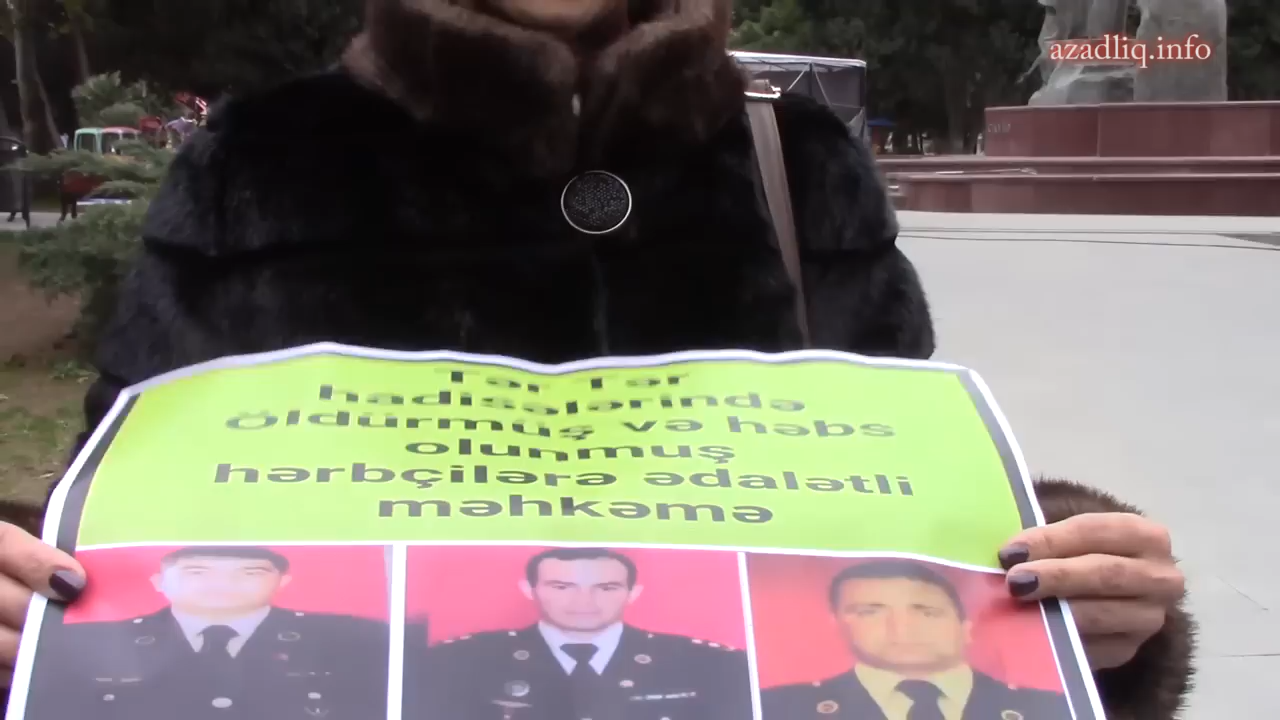 azadliq.info
Tər Tər
hadisələrində
Öldürmüş və həbs
olunmuş
hərbçilərə ədalətli
məhkəmə